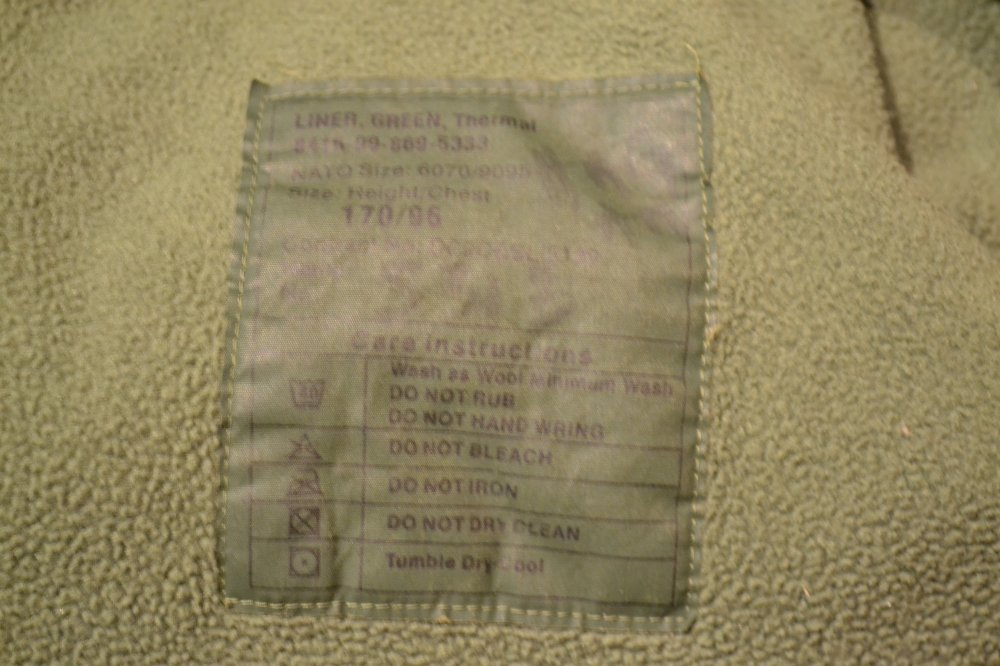 LINER, GREEN, Thermal
8415-99-869-5333
NATO Size: 6070/9095
Size: Height/Chest
170/96
Contract No:
Care Instructions
Wash as Wool Minimum Wash
DO NOT RUB
DO NOT HAND WRING
DO NOT BLEACH
DO NOT IRON
DO NOT DRY CLEAN
Tumble Dry Cool